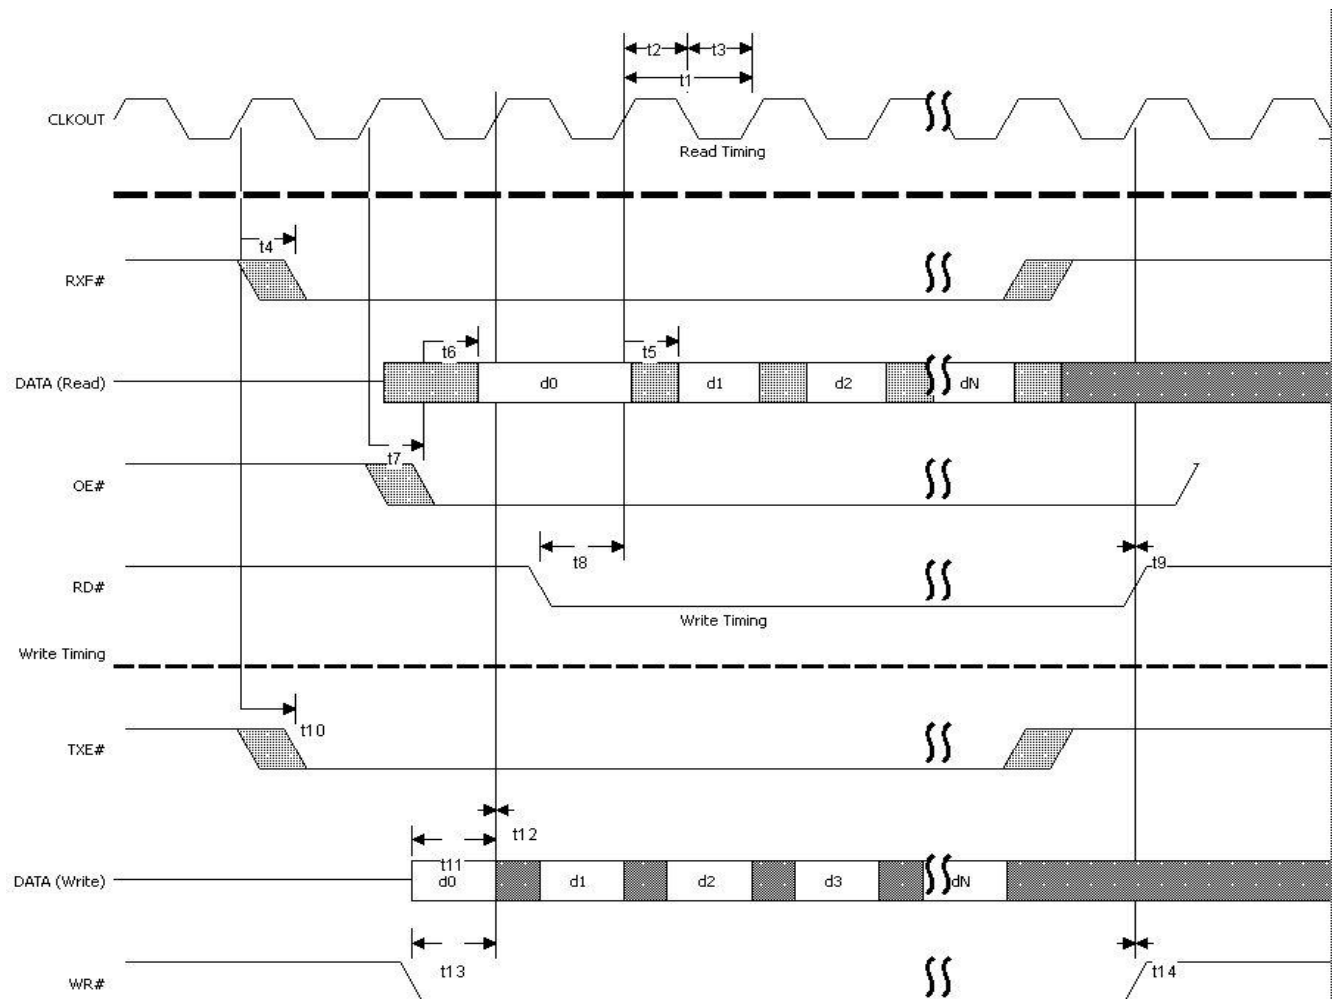 t2 t3
t1
CLKOUT
Read Timing
t4
RXF#
t6 t5
DATA (Read) d0 d1 d2 dN
t7
OE#
t8 t9
RD#
Write Timing
Write Timing
t10
TXE#
t12
t11
DATA (Write) d0 d1 d2 d3 dN
t13 t14
WR#